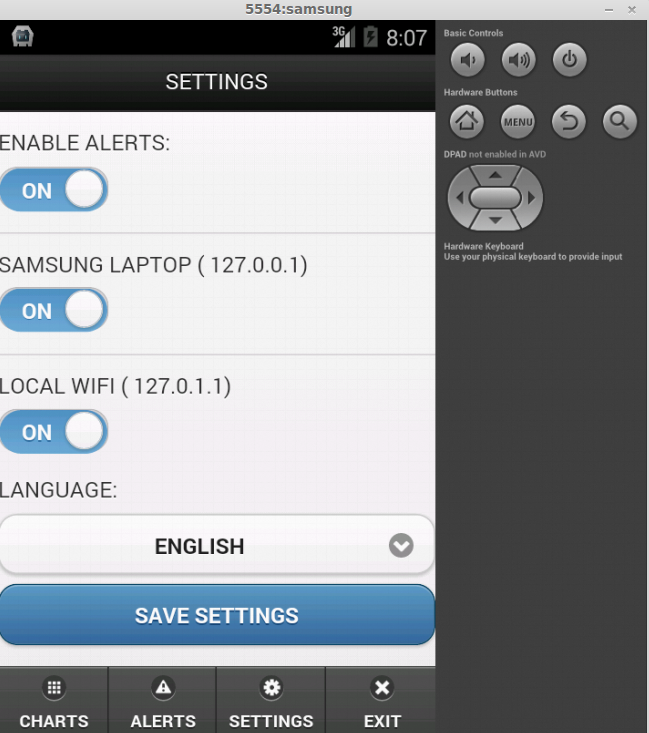 5554:samsung
3G 8:07
SETTINGS
ENABLE ALERTS:
ON
SAMSUNG LAPTOP ( 127.0.0.1)
ON
LOCAL WIFI ( 127.0.1.1)
ON
LANGUAGE:
ENGLISH
SAVE SETTINGS
CHARTS ALERTS SETTINGS EXIT
Basic Controls
Hardware Buttons
MENU
DPAD not enabled in AVD
Hardware Keyboard
Use your physical keyboard to provide input